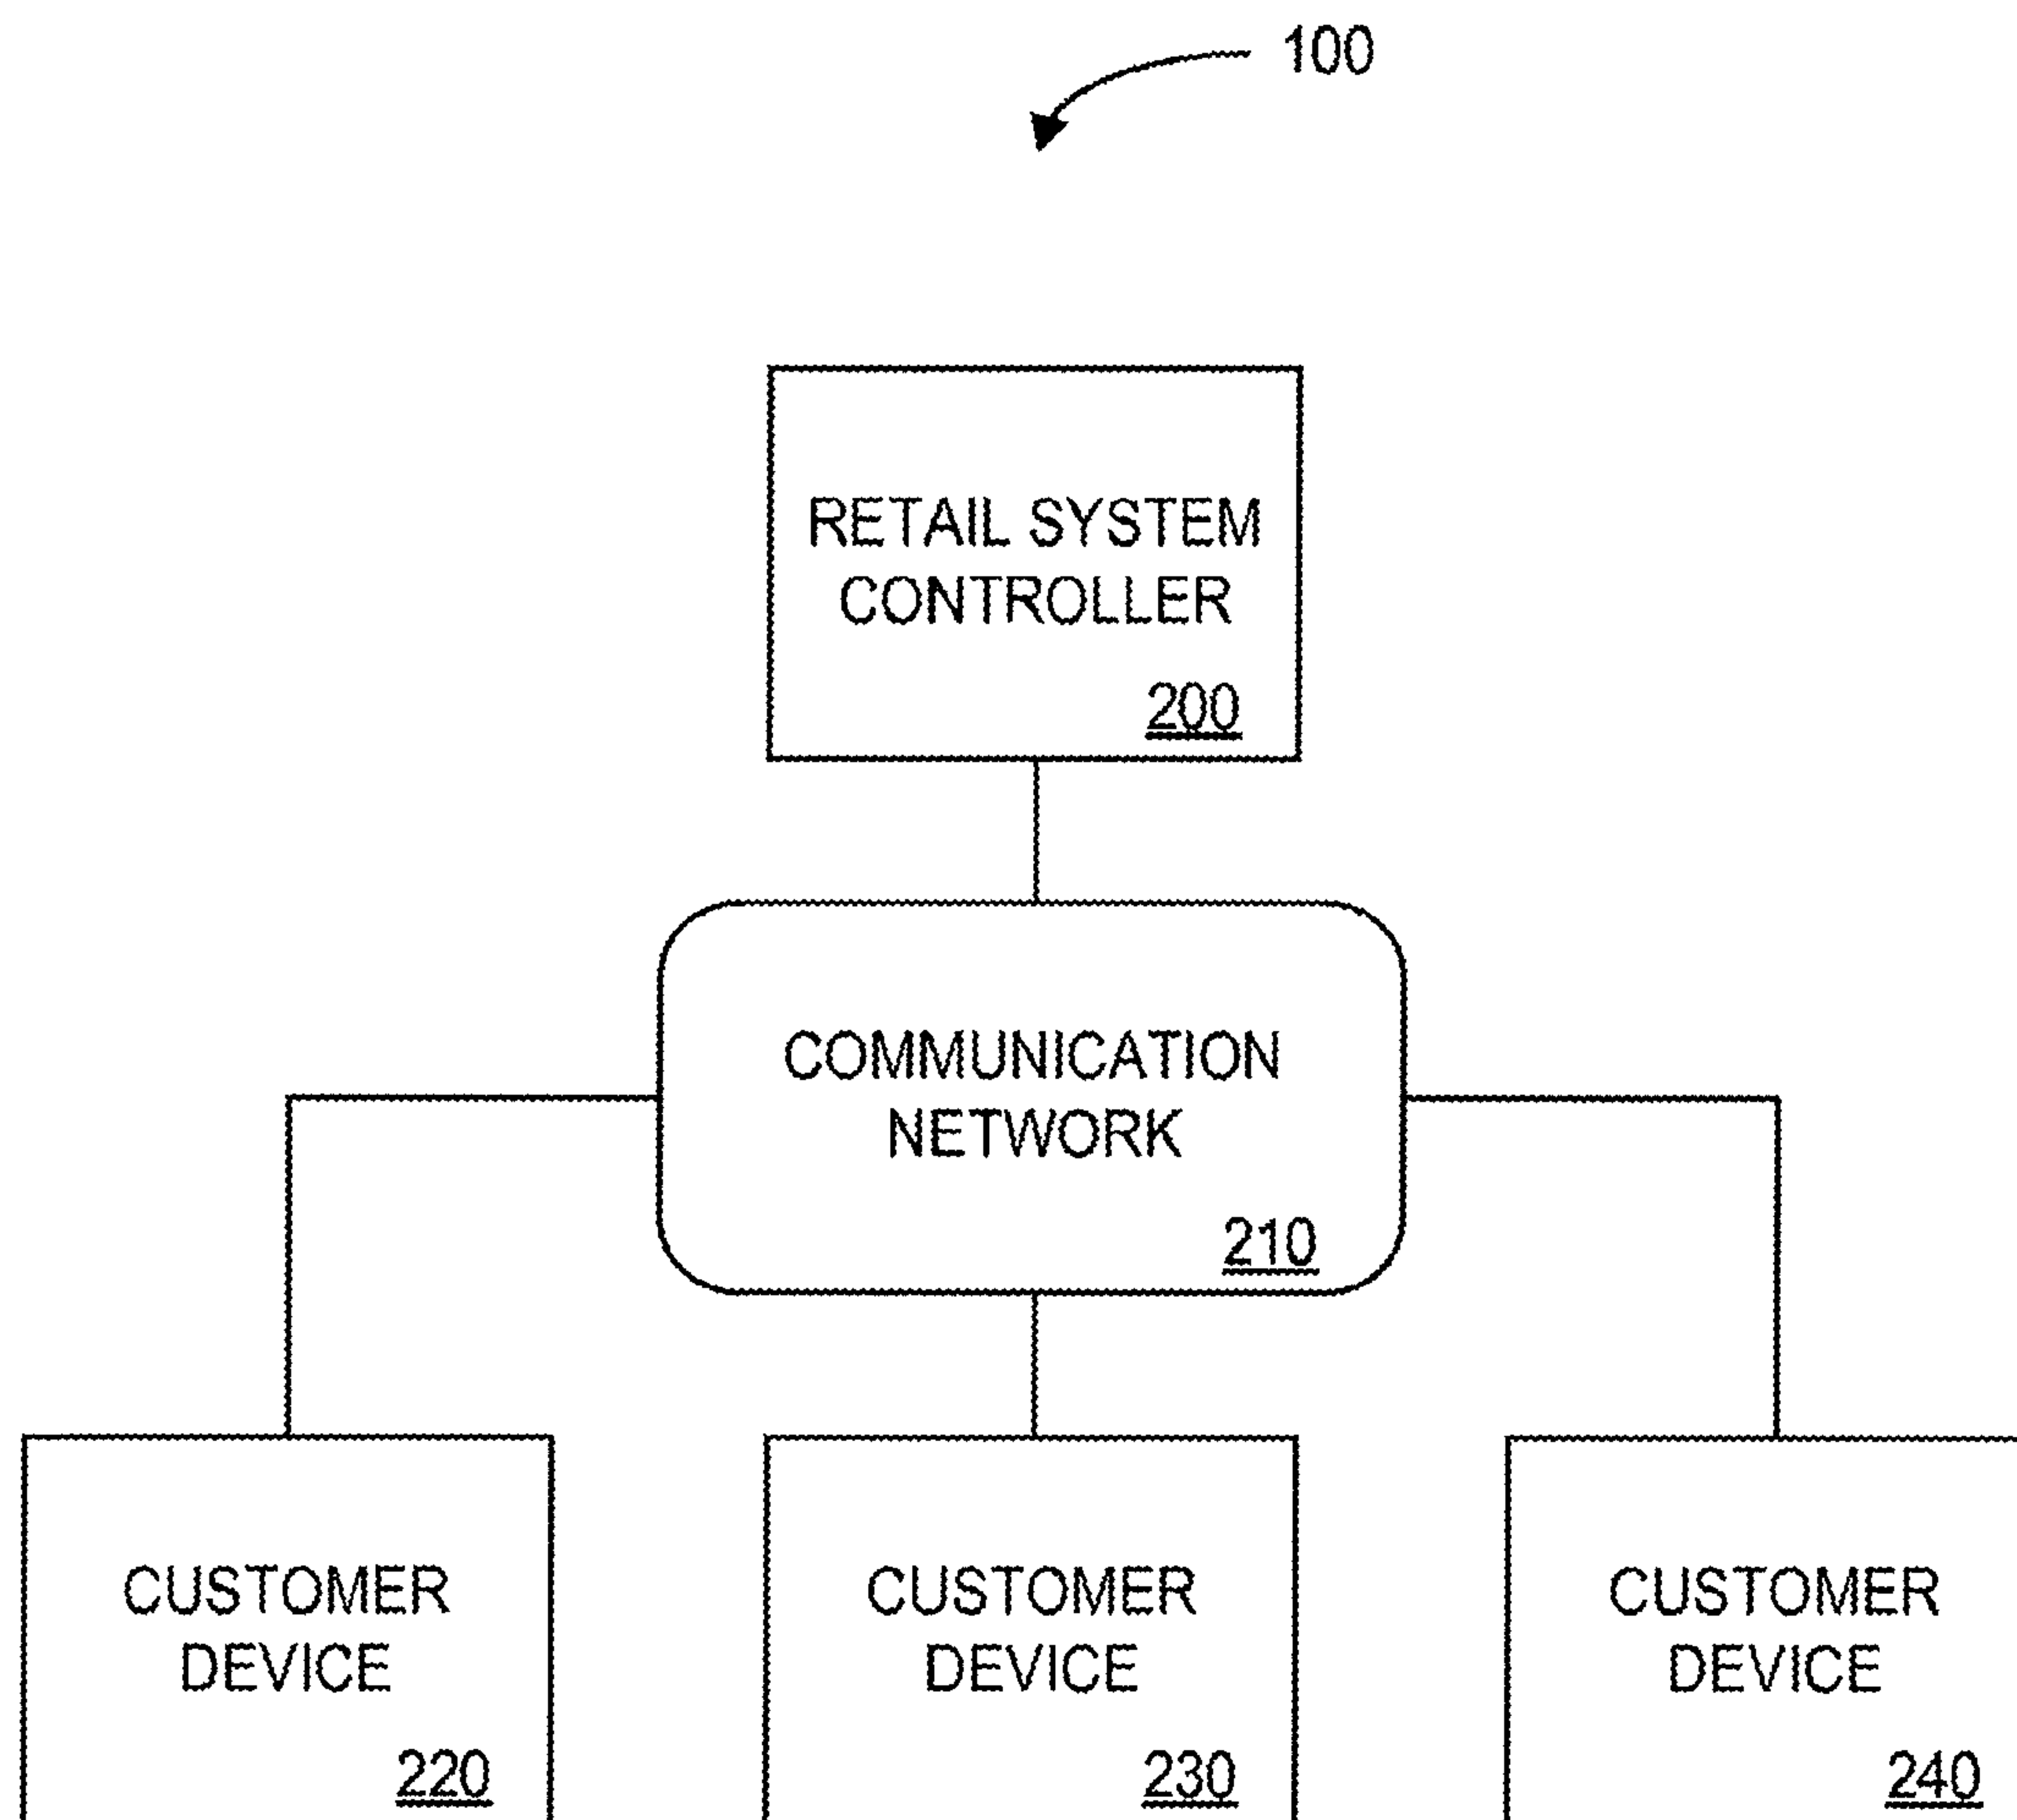 100
RETAIL SYSTEM
CONTROLLER
200
COMMUNICATION
NETWORK
210
CUSTOMER
DEVICE
220
CUSTOMER
DEVICE
230
CUSTOMER
DEVICE
240